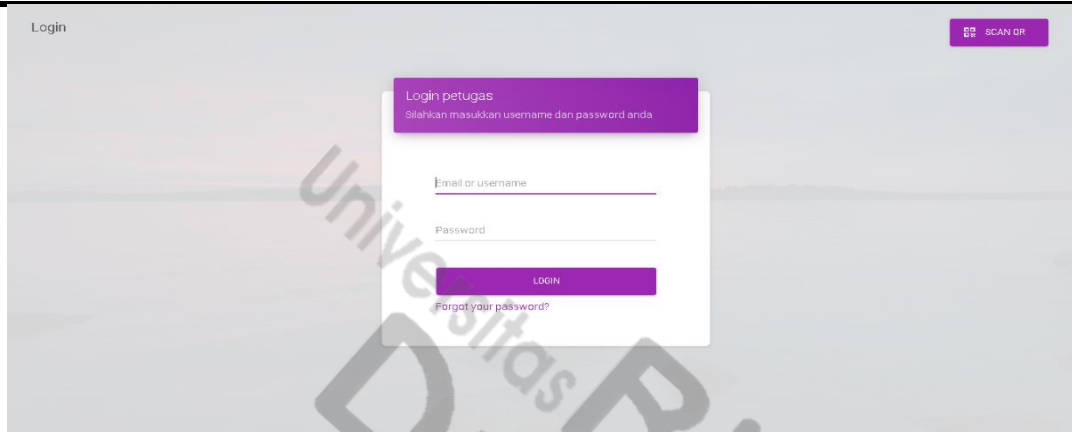 Login
SCAN QR
Login petugas
Silahkan masukkan username dan password anda
Email or username
Password
LOGIN
Forgot your password?
Universitas